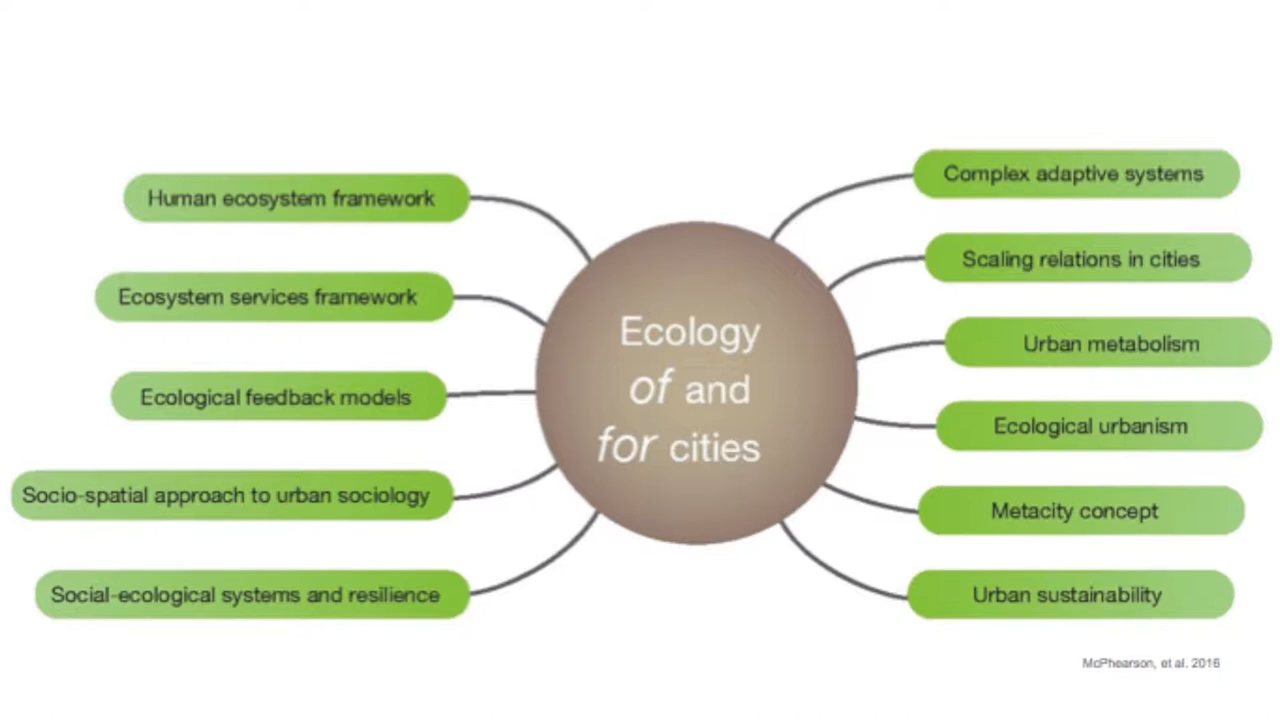 Human ecosystem framework
Ecosystem services framework
Ecological feedback models
Socio-spatial approach to urban sociology
Social-ecological systems and resilience
Ecology
of and
for cities
Complex adaptive systems
Scaling relations in cities
Urban metabolism
Ecological urbanism
Metacity concept
Urban sustainability
McPhearson, et al. 2016